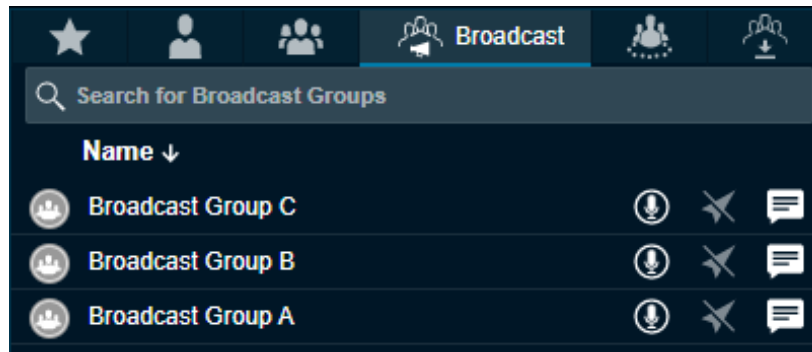 Broadcast
Search for Broadcast Groups
Name ↓
Broadcast Group C
Broadcast Group B
Broadcast Group A